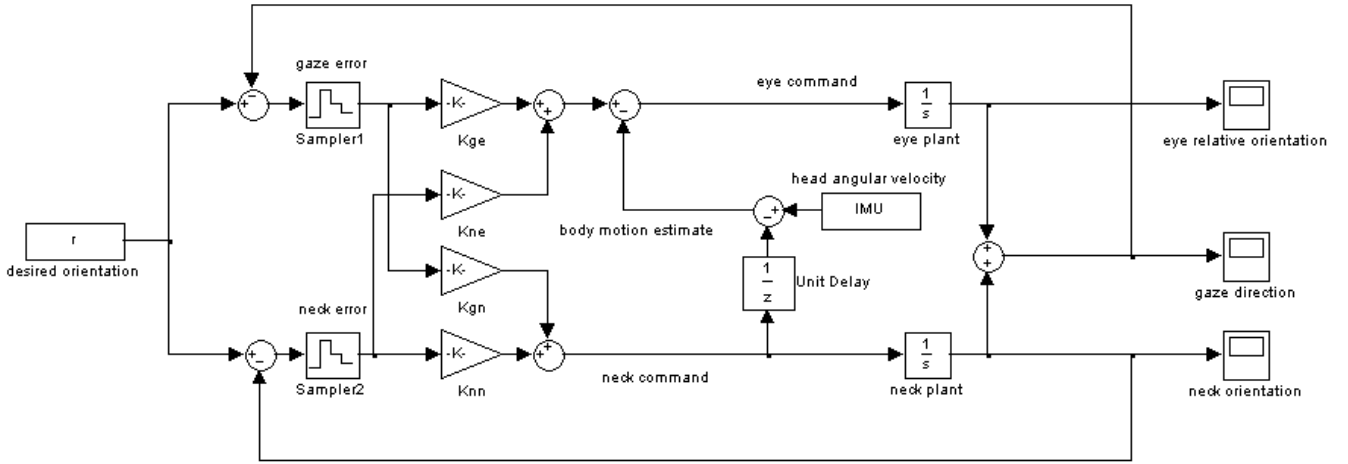 gaze error
Sampler1
-K-
Kge
+
−
+
+
+
−
eye command
1
s
eye plant
eye relative orientation
-K-
Kne
head angular velocity
IMU
−
+
body motion estimate
r
desired orientation
-K-
Kgn
1
z
Unit Delay
+
+
gaze direction
neck error
Sampler2
+
−
-K-
Knn
+
+
neck command
1
s
neck plant
neck orientation